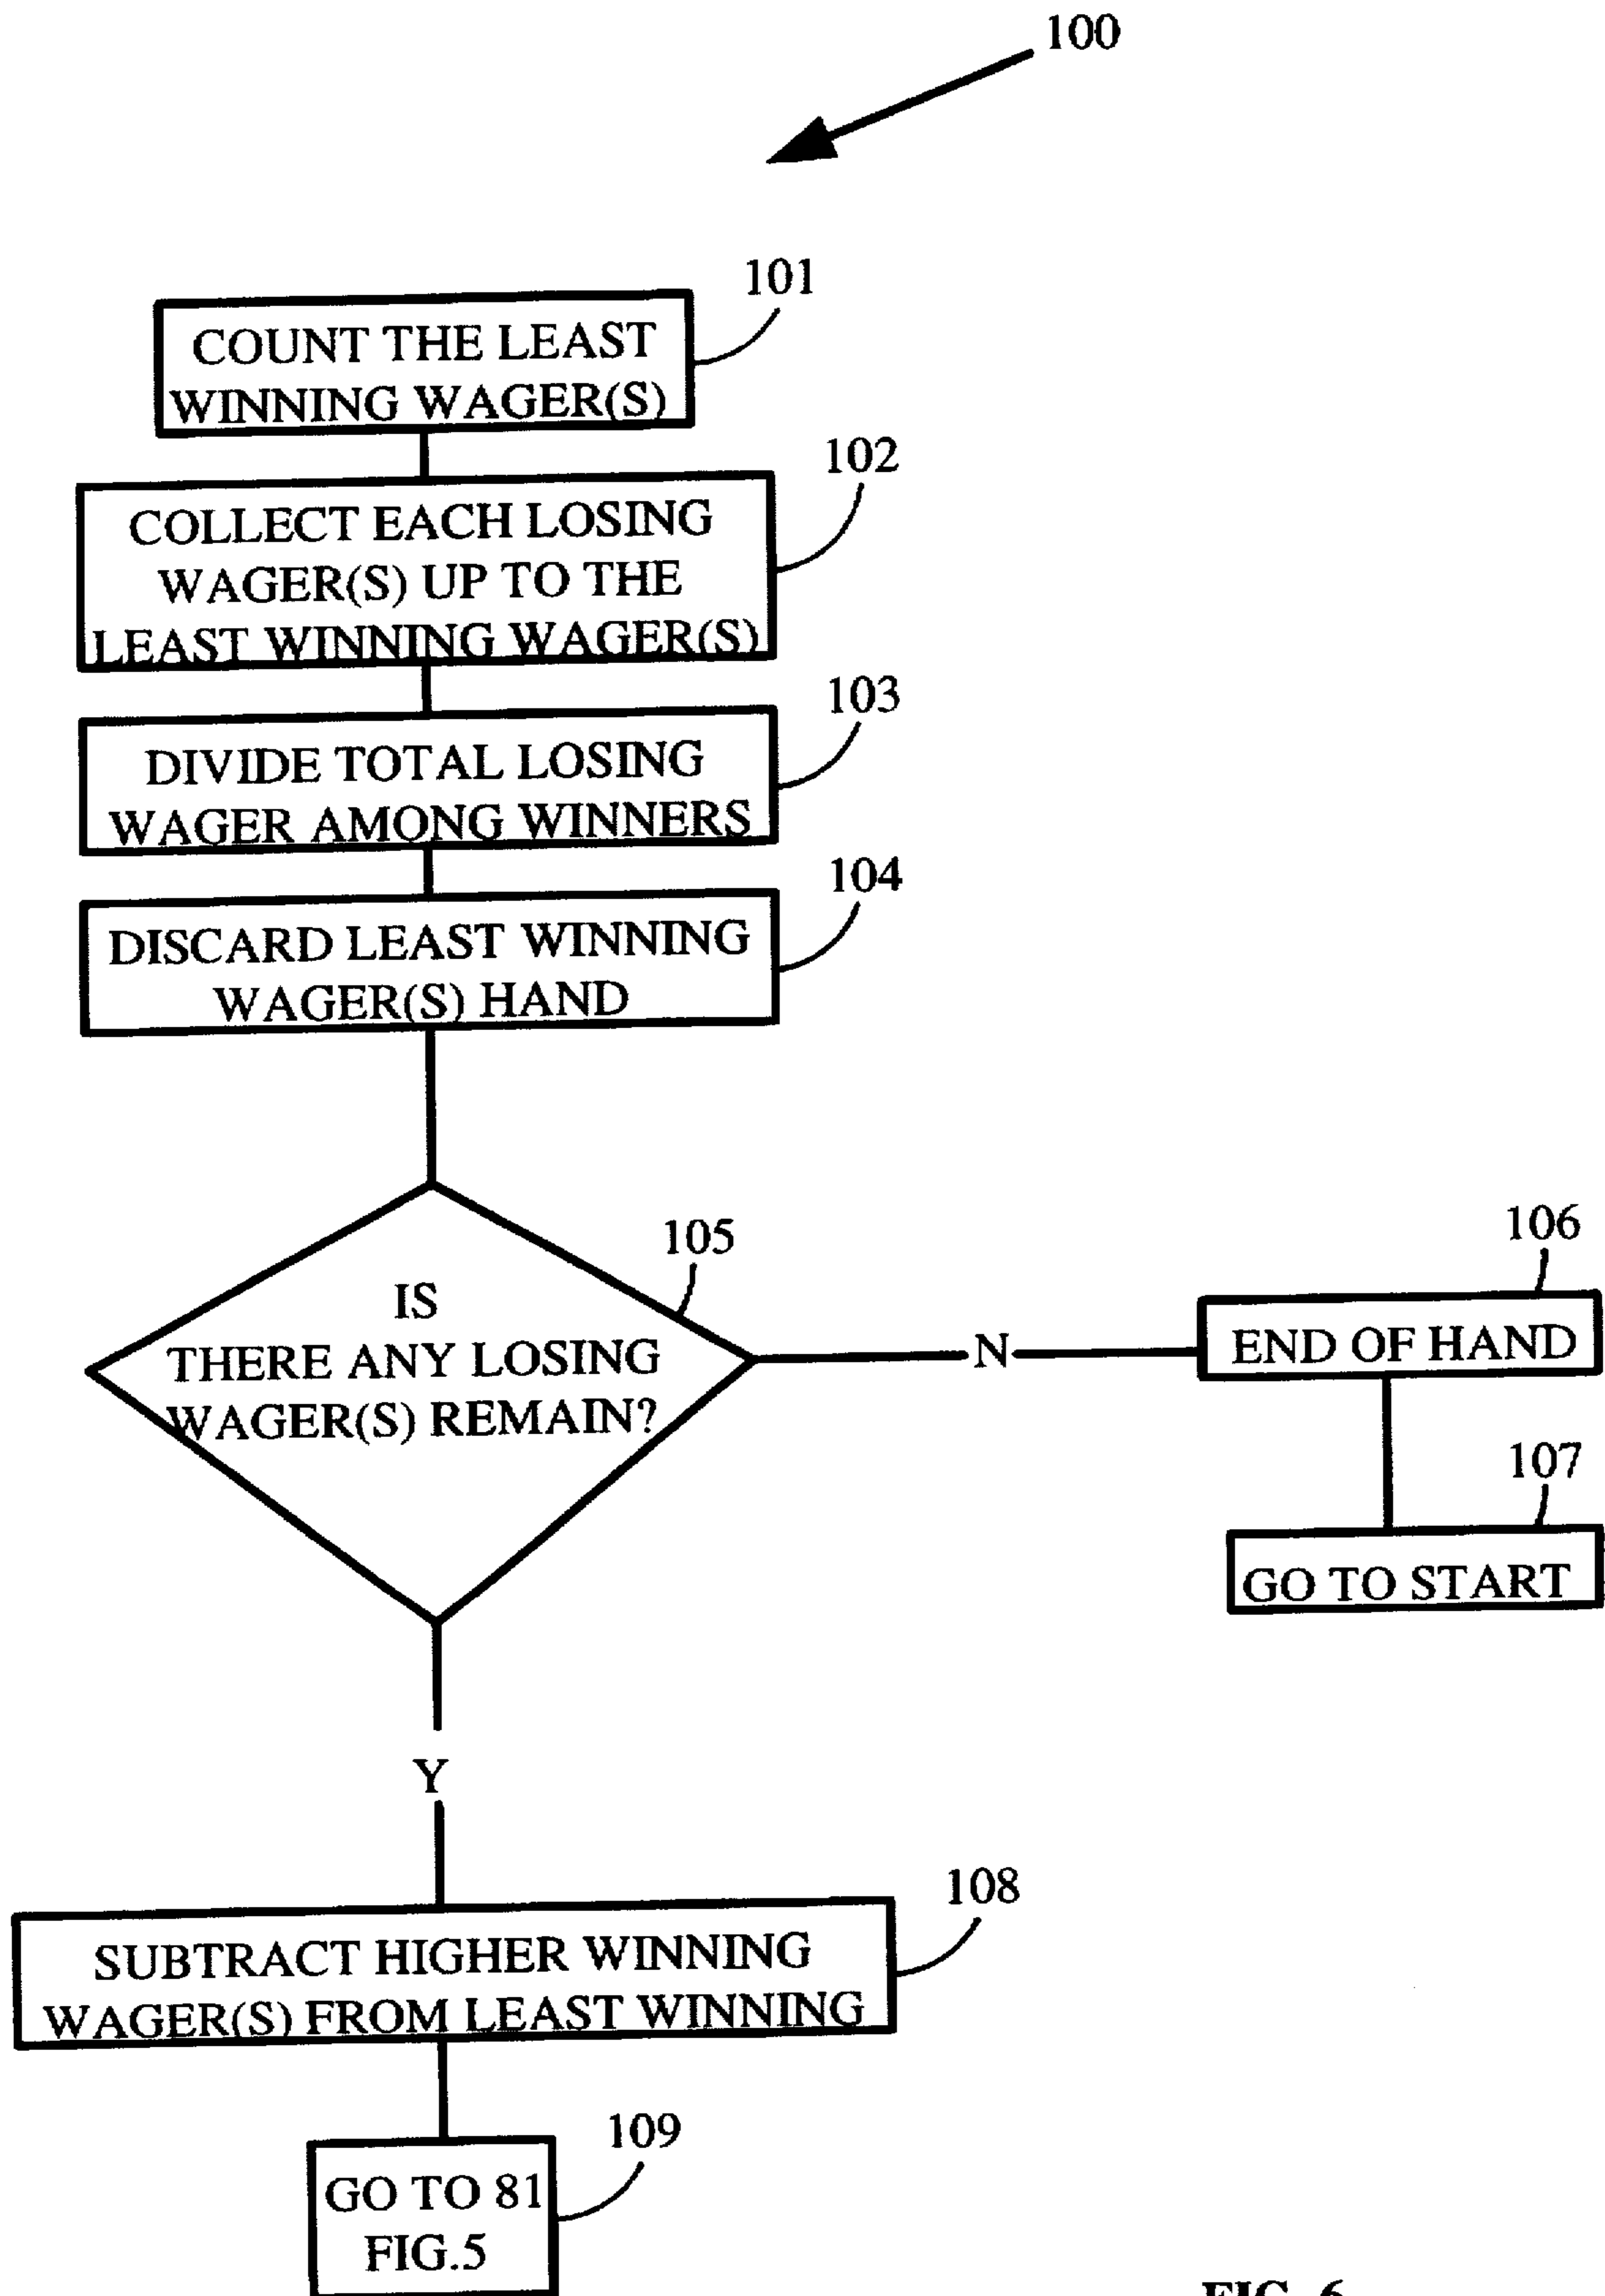 100
101
COUNT THE LEAST
WINNING WAGER(S)
102
COLLECT EACH LOSING
WAGER(S) UP TO THE
LEAST WINNING WAGER(S)
103
DIVIDE TOTAL LOSING
WAGER AMONG WINNERS
104
DISCARD LEAST WINNING
WAGER(S) HAND
105
IS
THERE ANY LOSING
WAGER(S) REMAIN?
N
106
END OF HAND
107
GO TO START
Y
108
SUBTRACT HIGHER WINNING
WAGER(S) FROM LEAST WINNING
109
GO TO 81
FIG.5
FIG. 6